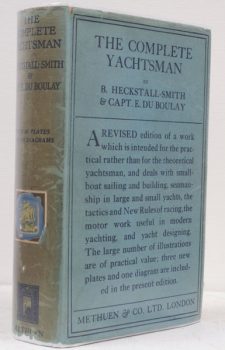 THE
COMPLETE
YACHTSMAN
HECKSTALL-SMITH
&
CAPT. E. DU BOULAY
PLATES
DIAGRAMS
METHUEN
THE COMPLETE
YACHTSMAN
BY
B. HECKSTALL-SMITH
& CAPT. E. DU BOULAY
A REVISED edition of a work
which is intended for the practical
rather than for the theoretical
yachtsman, and deals with small-
boat sailing and building, seaman-
ship in large and small yachts, the
tactics and New Rules of racing, the
motor work useful in modern
yachting, and yacht designing.
The large number of illustrations
are of practical value; three new
plates and one diagram are includ-
ed in the present edition.
METHUEN & CO. LTD. LONDON